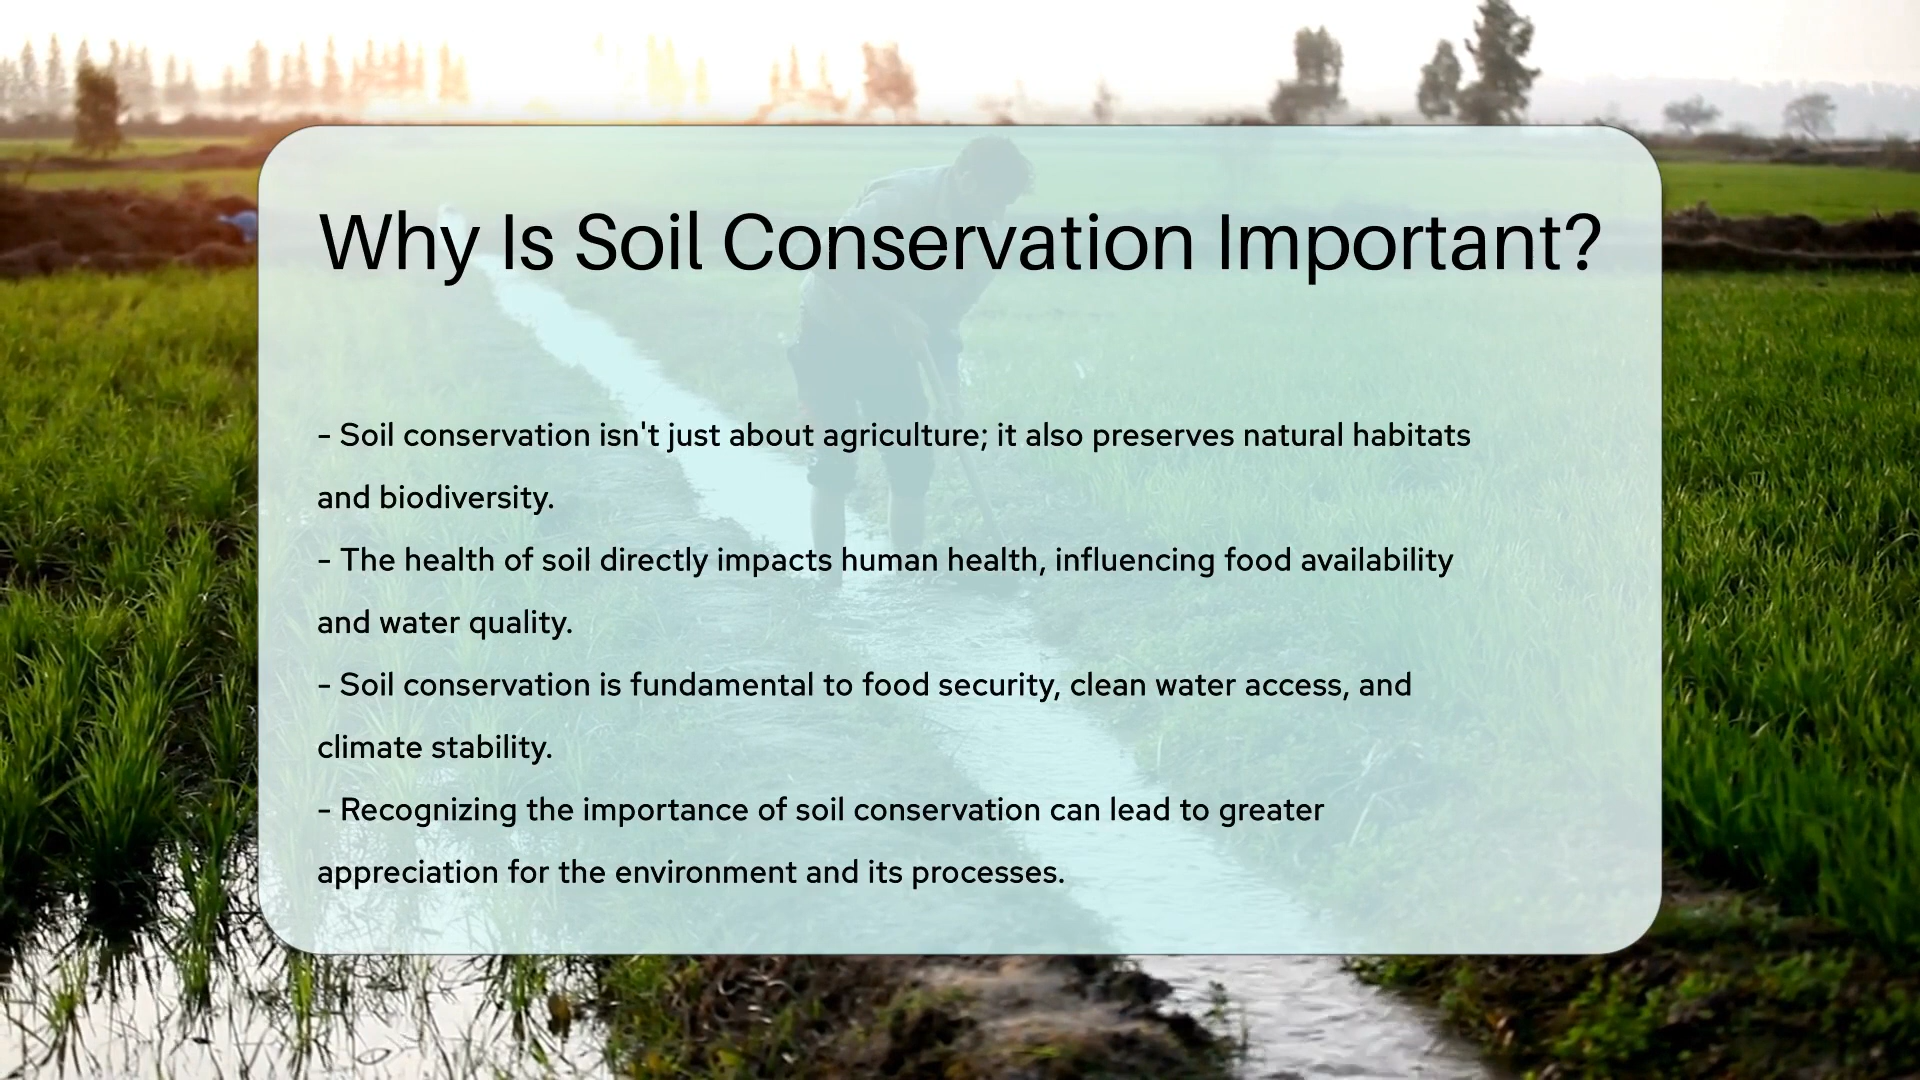 Why Is Soil Conservation Important?
- Soil conservation isn't just about agriculture; it also preserves natural habitats
and biodiversity.
- The health of soil directly impacts human health, influencing food availability
and water quality.
- Soil conservation is fundamental to food security, clean water access, and
climate stability.
- Recognizing the importance of soil conservation can lead to greater
appreciation for the environment and its processes.